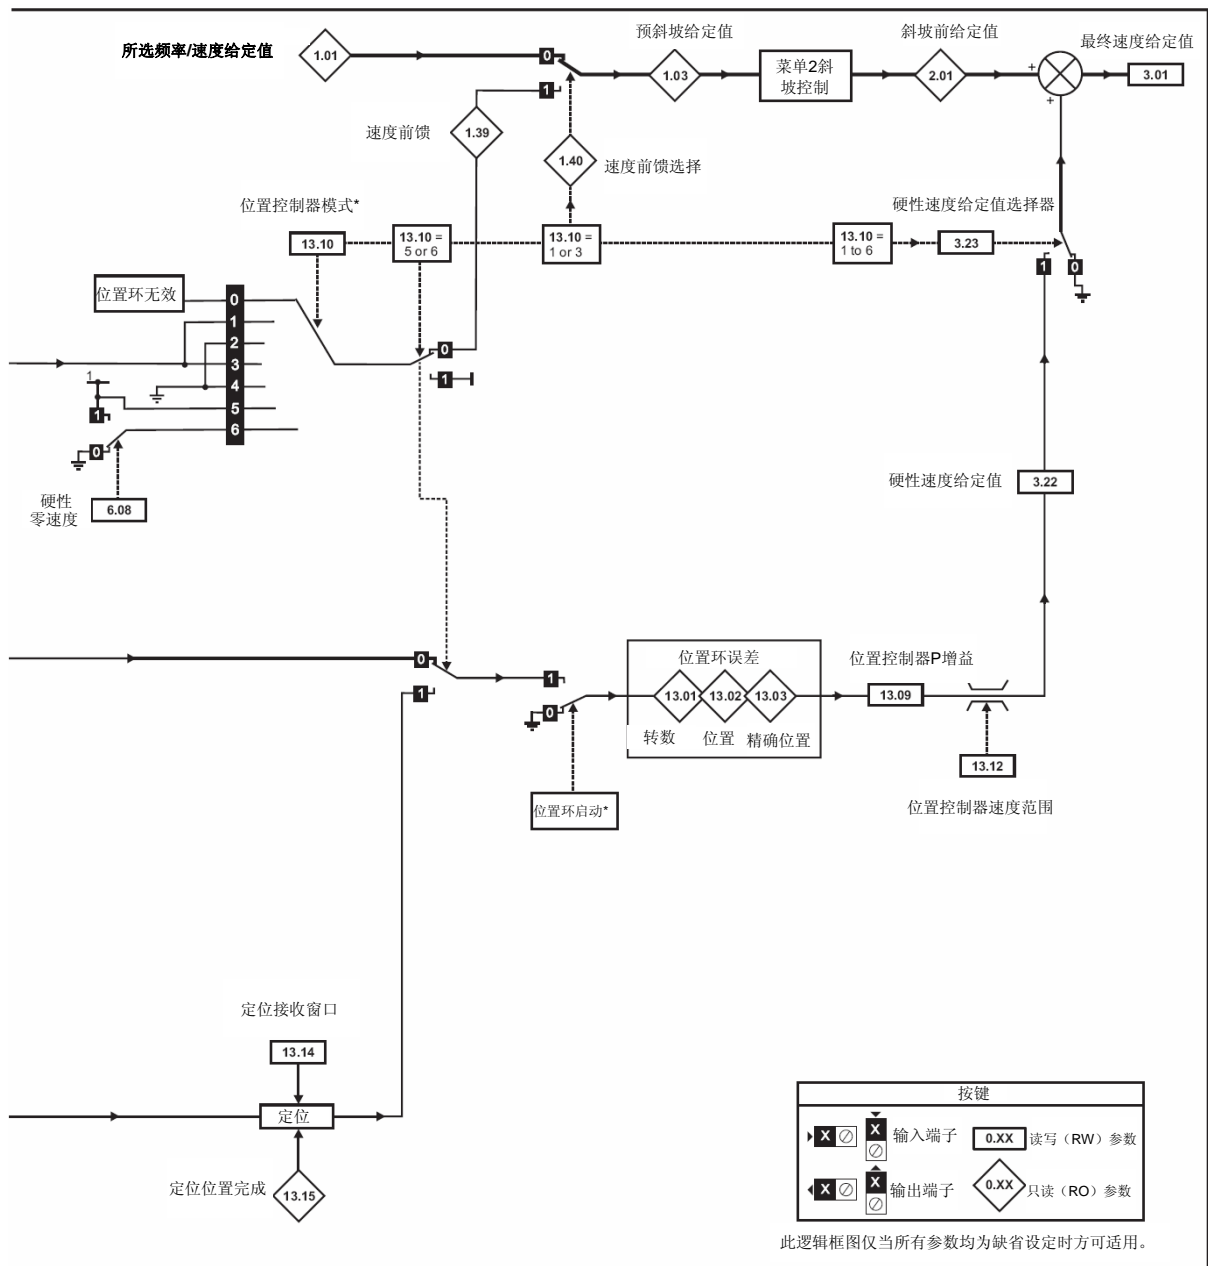 所选频率/速度给定值
1.01
0
预斜坡给定值
1.03
菜单2斜
坡控制
斜坡前给定值
2.01
+
+
最终速度给定值
3.01
1
速度前馈
1.39
1.40
速度前馈选择
位置控制器模式*
13.10
13.10 =
5 or 6
13.10 =
1 or 3
13.10 =
1 to 6
硬性速度给定值选择器
3.23
1
0
位置环无效
0
1
2
3
4
5
6
0
1
1
1
0
硬性
零速度
6.08
硬性速度给定值
3.22
0
1
1
0
位置环启动*
位置环误差
13.01
13.02
13.03
转数
位置
精确位置
位置控制器P增益
13.09
13.12
位置控制器速度范围
定位接收窗口
13.14
定位
定位位置完成
13.15
按键
X
X
输入端子
0.XX
读写（RW）参数
X
X
输出端子
0.XX
只读（RO）参数
此逻辑框图仅当所有参数均为缺省设定时方可适用。